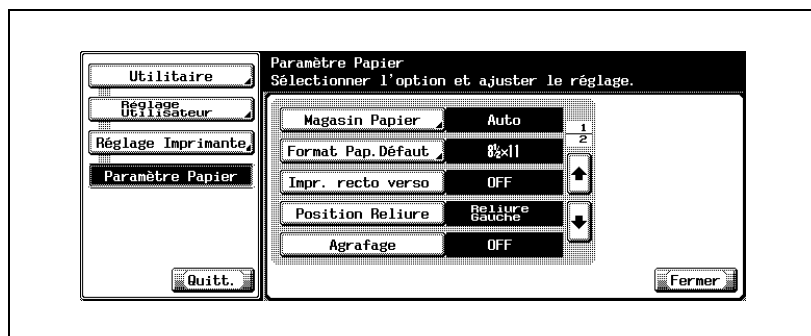 Utilitaire
Réglage
Utilisateur
Réglage Imprimante
Paramètre Papier
Quitt.
Paramètre Papier
Sélectionner l'option et ajuster le réglage.
Magasin Papier Auto
Format Pap.Défaut 8½×11
Impr. recto verso OFF
Position Reliure Reliure
Gauche
Agrafage OFF
1
2
Fermer